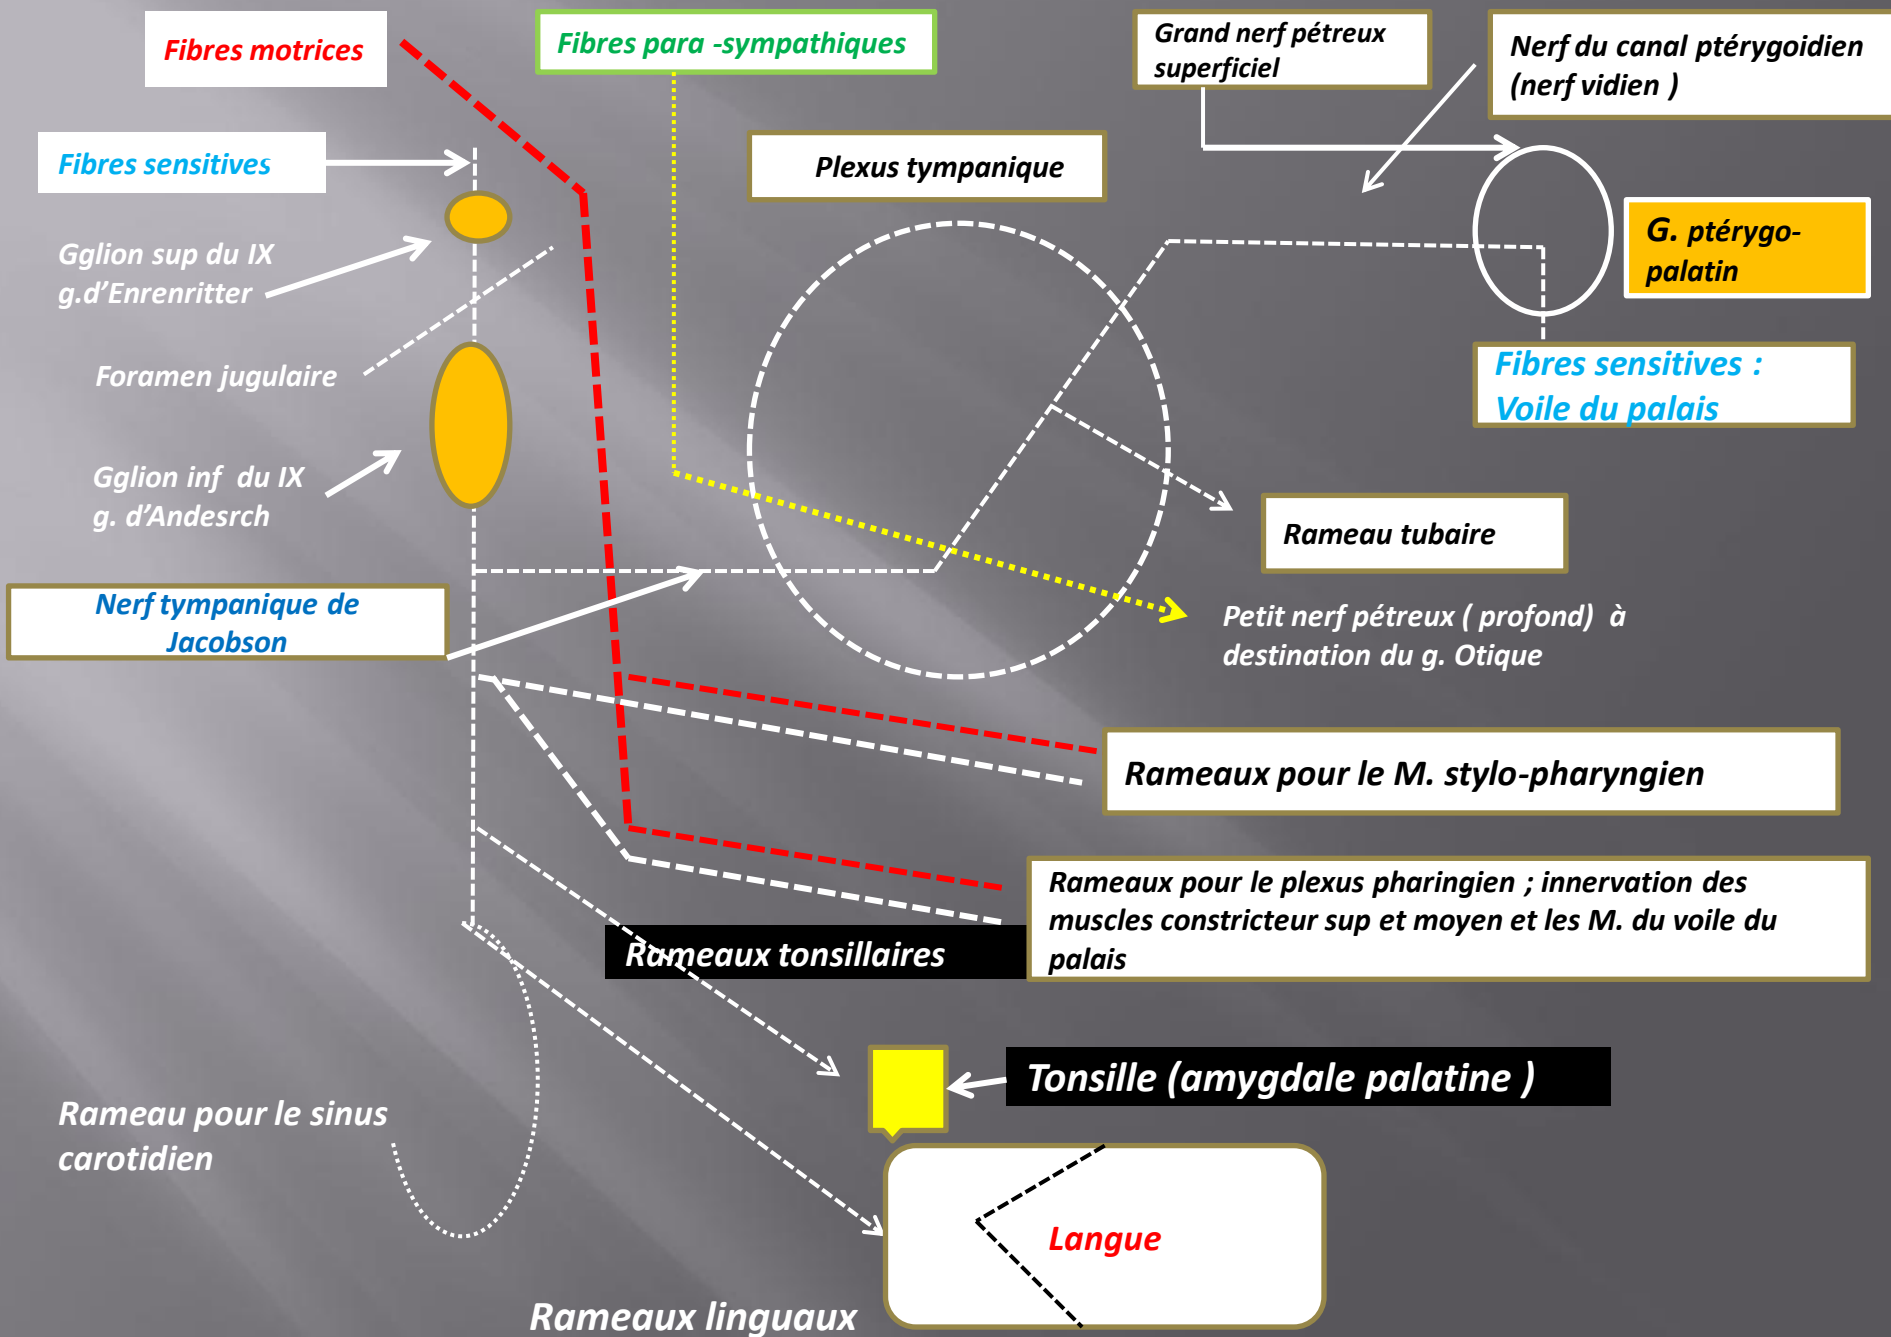 Fibres motrices
Fibres para -sympathiques
Grand nerf pétreux
superficiel
Nerf du canal ptérygoidien
(nerf vidien )
Fibres sensitives
Plexus tympanique
Gglion sup du IX
g.d’Enrenritter
G. ptérygo-
palatin
Foramen jugulaire
Fibres sensitives :
Voile du palais
Gglion inf  du IX
g. d’Andesrch
Rameau tubaire
Nerf tympanique de
Jacobson
Petit nerf pétreux ( profond)  à
destination du g. Otique
Rameaux pour le M. stylo-pharyngien
Rameaux pour le plexus pharingien ; innervation des
muscles constricteur sup et moyen et les M. du voile du
palais
Rameaux tonsillaires
Tonsille (amygdale palatine )
Rameau pour le sinus
carotidien
Langue
Rameaux linguaux